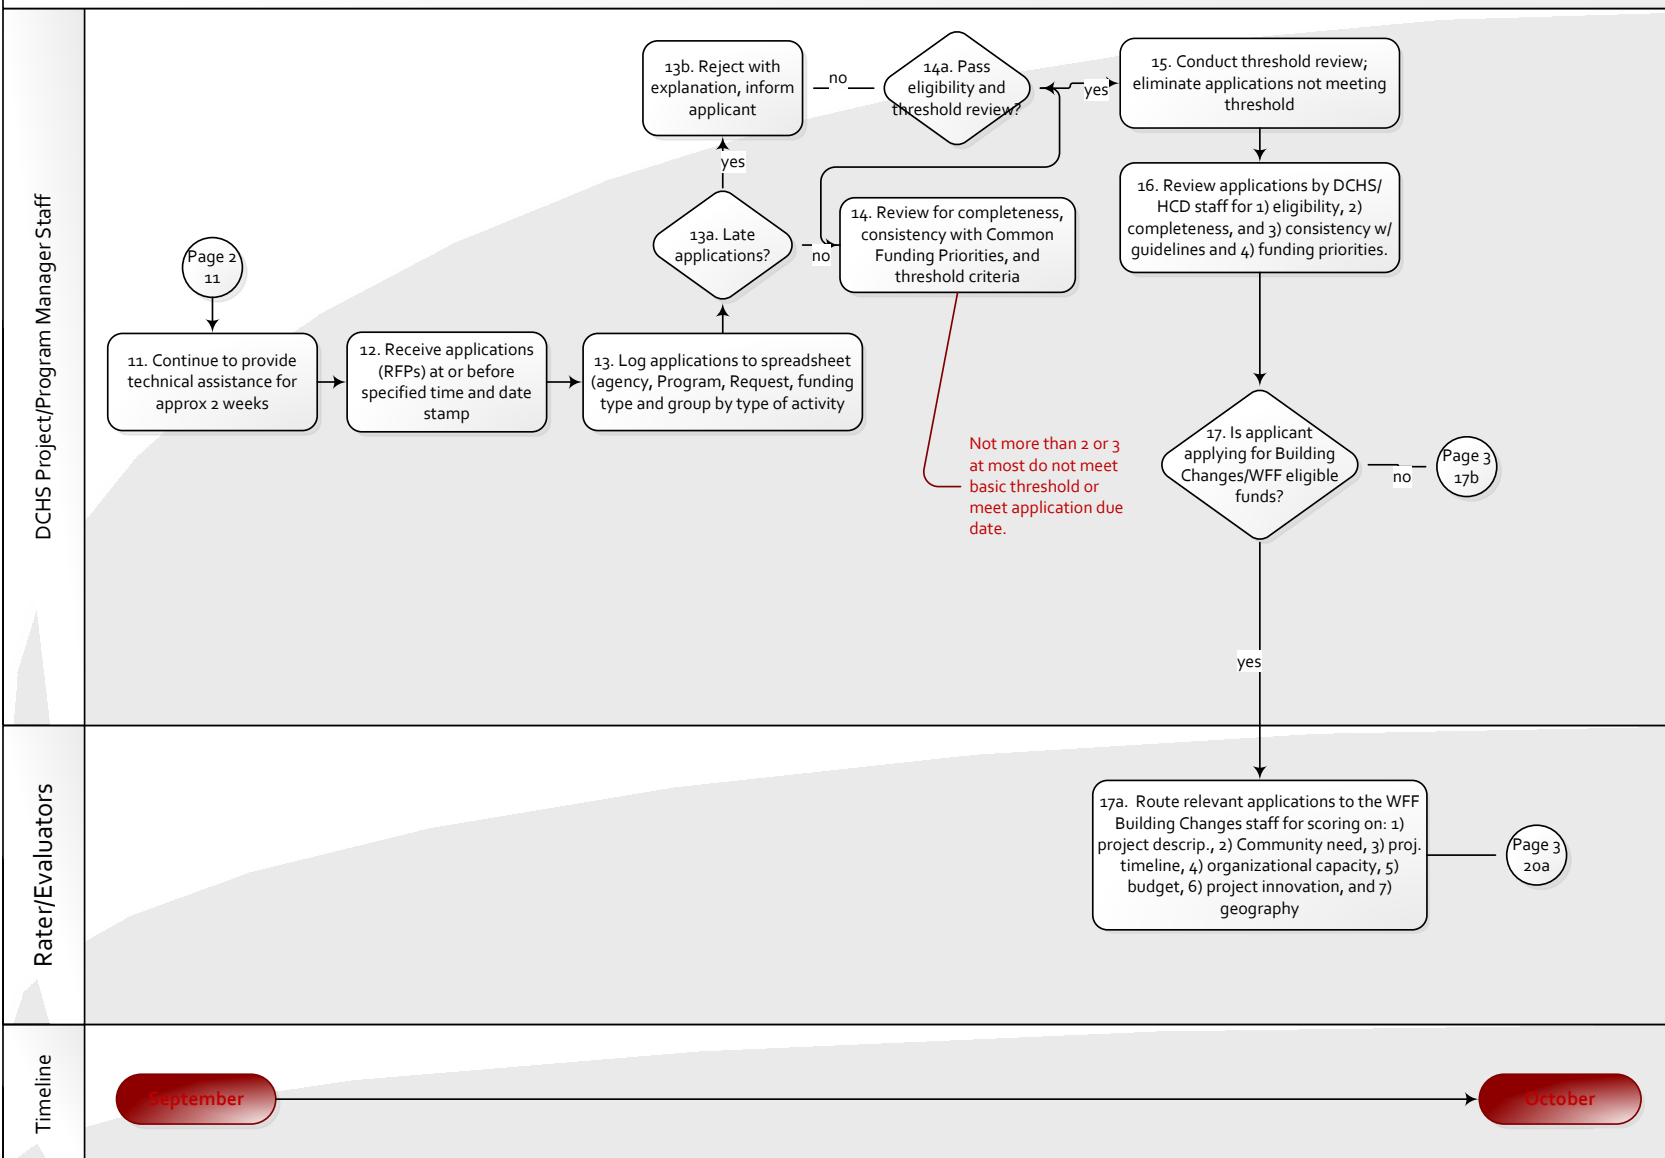 DCHS Project/Program Manager Staff
Page 2
11
11. Continue to provide
technical assistance for
approx 2 weeks
12. Receive applications
(RFPs) at or before
specified time and date
stamp
13. Log applications to spreadsheet
(agency, Program, Request, funding
type and group by type of activity
13a. Late
applications?
yes
no
13b. Reject with
explanation, inform
applicant
no
14a. Pass
eligibility and
threshold review?
yes
14. Review for completeness,
consistency with Common
Funding Priorities, and
threshold criteria
Not more than 2 or 3
at most do not meet
basic threshold or
meet application due
date.
15. Conduct threshold review;
eliminate applications not meeting
threshold
16. Review applications by DCHS/
HCD staff for 1) eligibility, 2)
completeness, and 3) consistency w/
guidelines and 4) funding priorities.
17. Is applicant
applying for Building
Changes/WFF eligible
funds?
no
Page 3
17b
yes
Rater/Evaluators
17a. Route relevant applications to the WFF
Building Changes staff for scoring on: 1)
project descrip., 2) Community need, 3) proj.
timeline, 4) organizational capacity, 5)
budget, 6) project innovation, and 7)
geography
Page 3
20a
Timeline
September
October